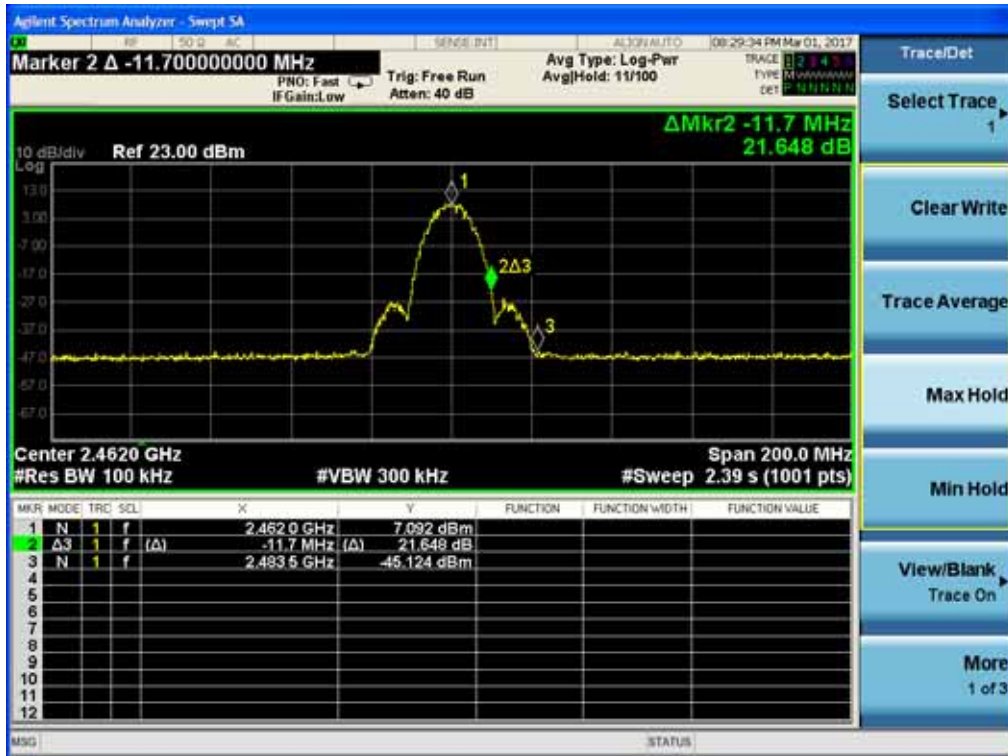 Agilent Spectrum Analyzer - Swept SA
RF 50 Ω AC SENSE:INT ALIGNAUTO 08:29:34 PM Mar 01, 2017
Marker 2 Δ -11.700000000 MHz
PNO: Fast
IFGain:Low
Trig: Free Run
Atten: 40 dB
Avg Type: Log-Pwr
Avg|Hold: 11/100
TRACE 1 2 3 4 5 6
TYPE M W W W W W
DET P N N N N N
ΔMkr2 -11.7 MHz
21.648 dB
10 dB/div Ref 23.00 dBm
Log
13.0
3.00
-7.00
-17.0
-27.0
-37.0
-47.0
-57.0
-67.0
1
2Δ3
3
Center 2.4620 GHz Span 200.0 MHz
#Res BW 100 kHz #VBW 300 kHz #Sweep 2.39 s (1001 pts)
MKR MODE TRC SCL X Y FUNCTION FUNCTION WIDTH FUNCTION VALUE
1 N 1 f 2.462 0 GHz 7.092 dBm
2 Δ3 1 f (Δ) -11.7 MHz (Δ) 21.648 dB
3 N 1 f 2.483 5 GHz -45.124 dBm
4
5
6
7
8
9
10
11
12
MSG STATUS
Trace/Det
Select Trace
1
Clear Write
Trace Average
Max Hold
Min Hold
View/Blank
Trace On
More
1 of 3